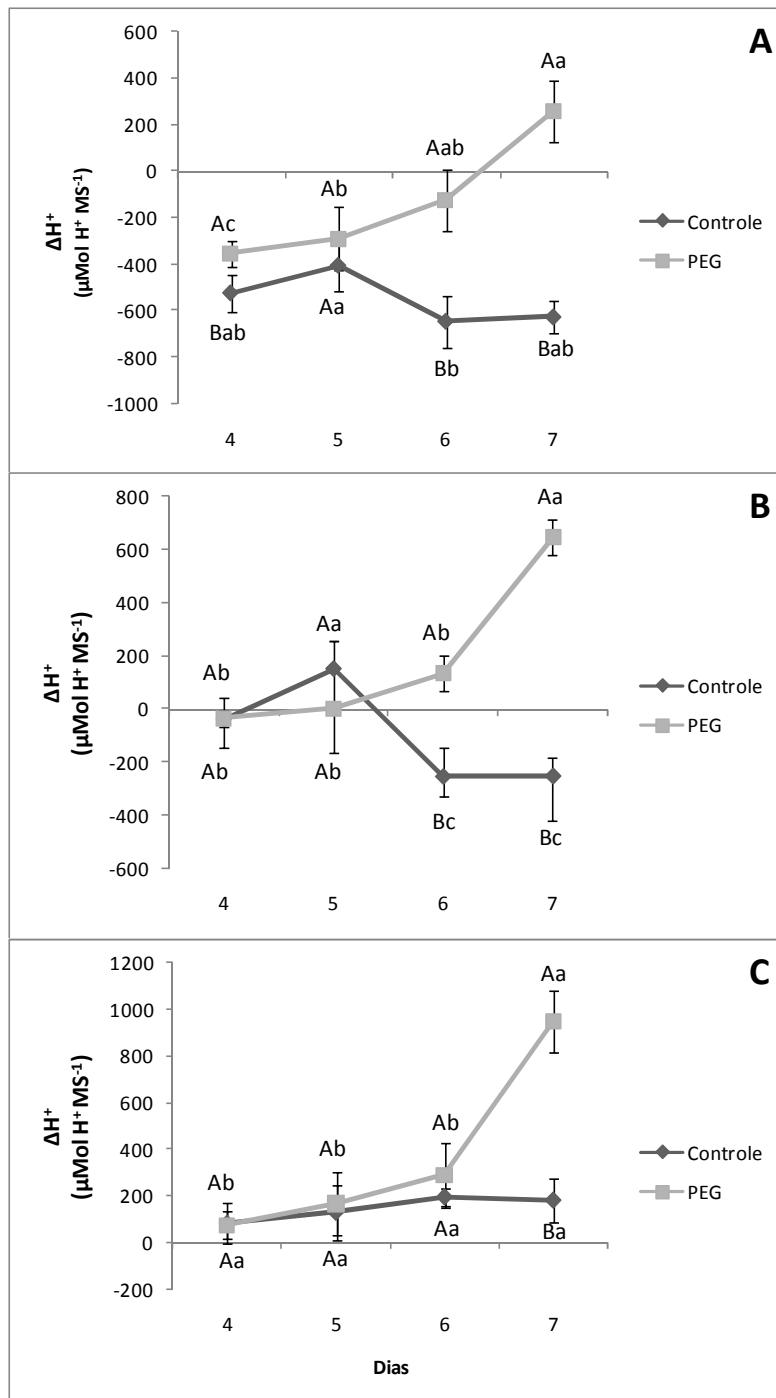 A
600
400
200
0
-200
-400
-600
-800
-1000
ΔH⁺
(µMol H⁺ MS⁻¹)
Ac
Ab
Aab
Aa
Bab
Aa
Bb
Bab
4 5 6 7
Controle
PEG
B
800
600
400
200
0
-200
-400
-600
ΔH⁺
(µMol H⁺ MS⁻¹)
Ab
Aa
Ab
Aa
Ab
Ab
Bc
Bc
4 5 6 7
Controle
PEG
C
1200
1000
800
600
400
200
0
-200
ΔH⁺
(µMol H⁺ MS⁻¹)
Ab
Ab
Ab
Aa
Aa
Aa
Aa
Ba
4 5 6 7
Dias
Controle
PEG